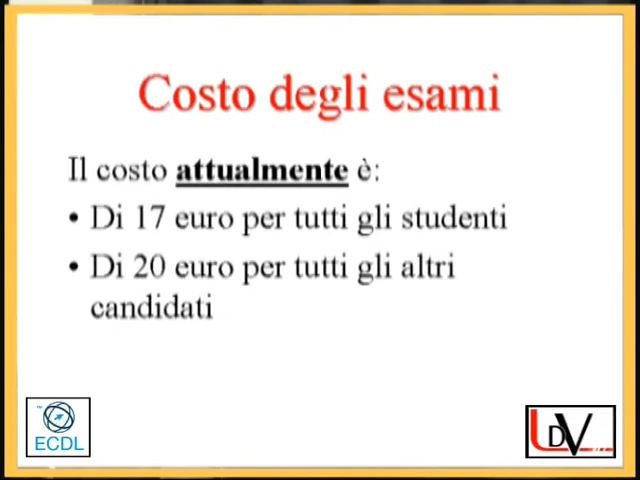 Costo degli esami
Il costo attualmente è:
• Di 17 euro per tutti gli studenti
• Di 20 euro per tutti gli altri
candidati
ECDL
LDV